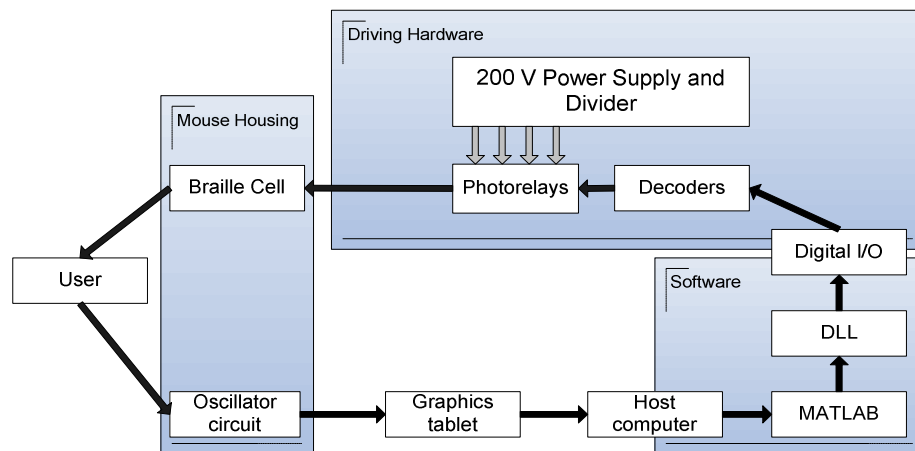 Driving Hardware
200 V Power Supply and
Divider
Mouse Housing
Braille Cell
Photorelays
Decoders
User
Digital I/O
Software
DLL
Oscillator
circuit
Graphics
tablet
Host
computer
MATLAB